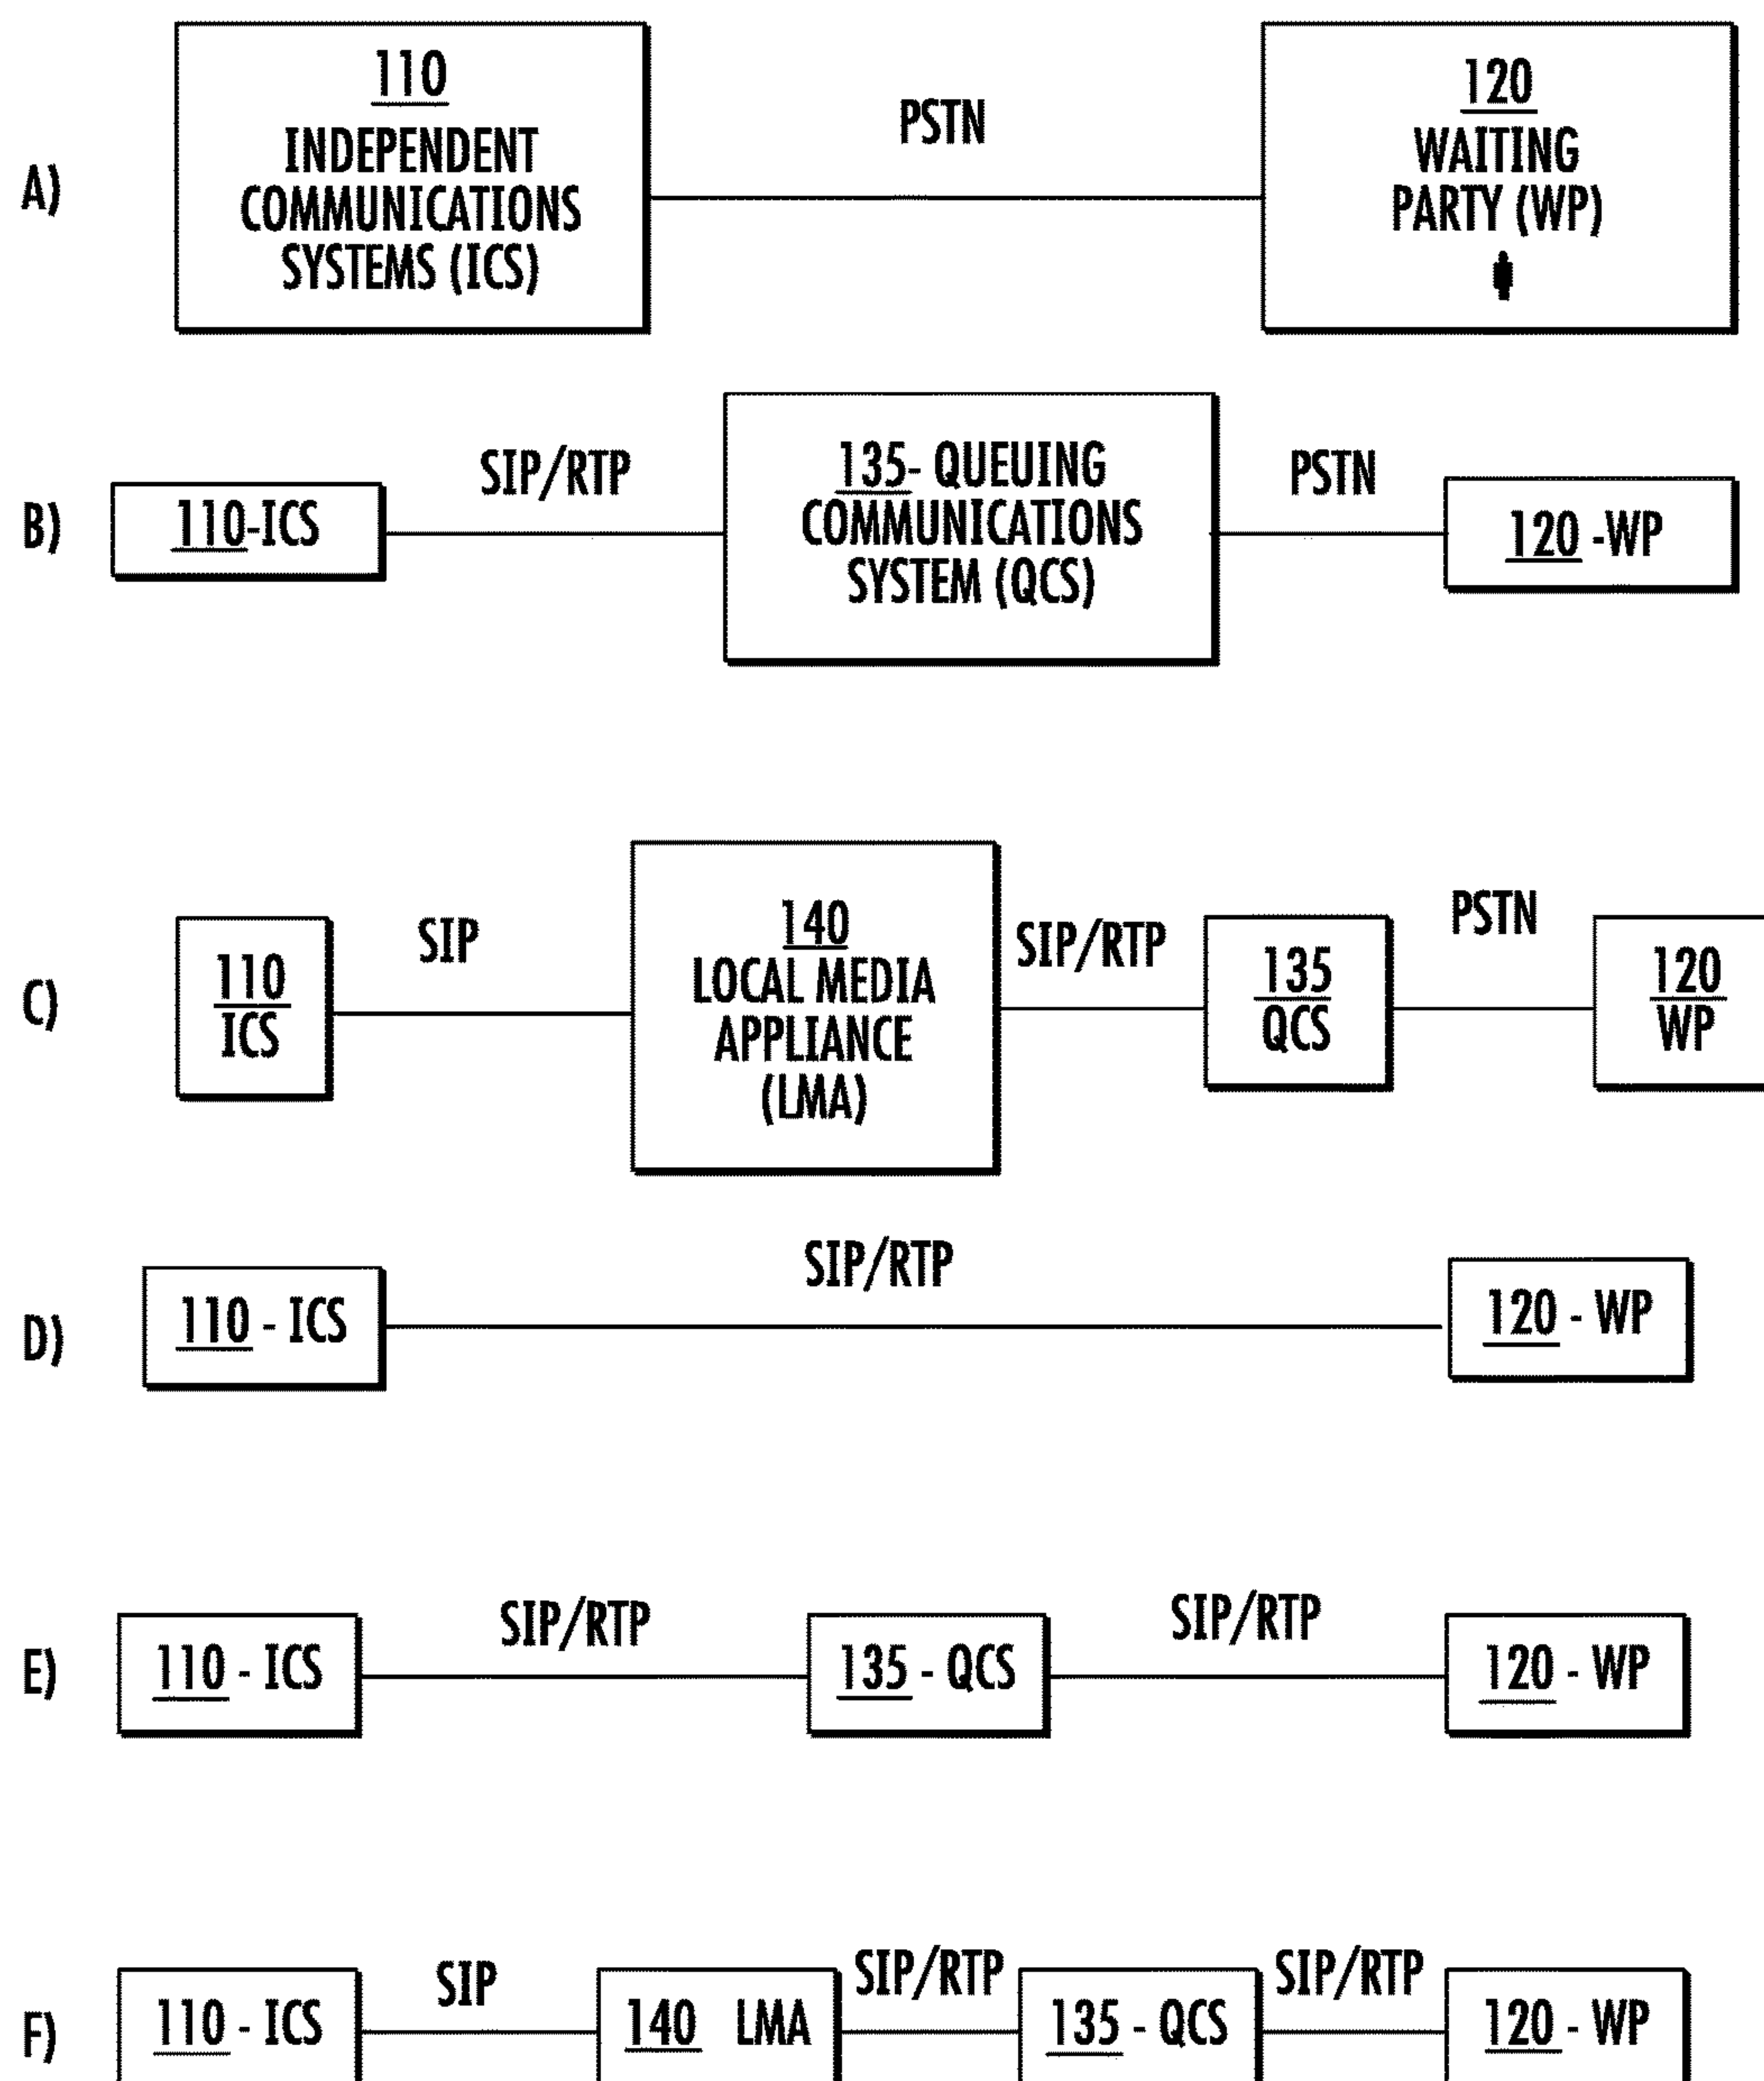 A)
110
INDEPENDENT
COMMUNICATIONS
SYSTEMS (ICS)
PSTN
120
WAITING
PARTY (WP)
B)
110-ICS
SIP/RTP
135- QUEUING
COMMUNICATIONS
SYSTEM (QCS)
PSTN
120 -WP
C)
110
ICS
SIP
140
LOCAL MEDIA
APPLIANCE
(LMA)
SIP/RTP
135
QCS
PSTN
120
WP
D)
110 - ICS
SIP/RTP
120 - WP
E)
110 - ICS
SIP/RTP
135 - QCS
SIP/RTP
120 - WP
F)
110 - ICS
SIP
140 LMA
SIP/RTP
135 - QCS
SIP/RTP
120 - WP